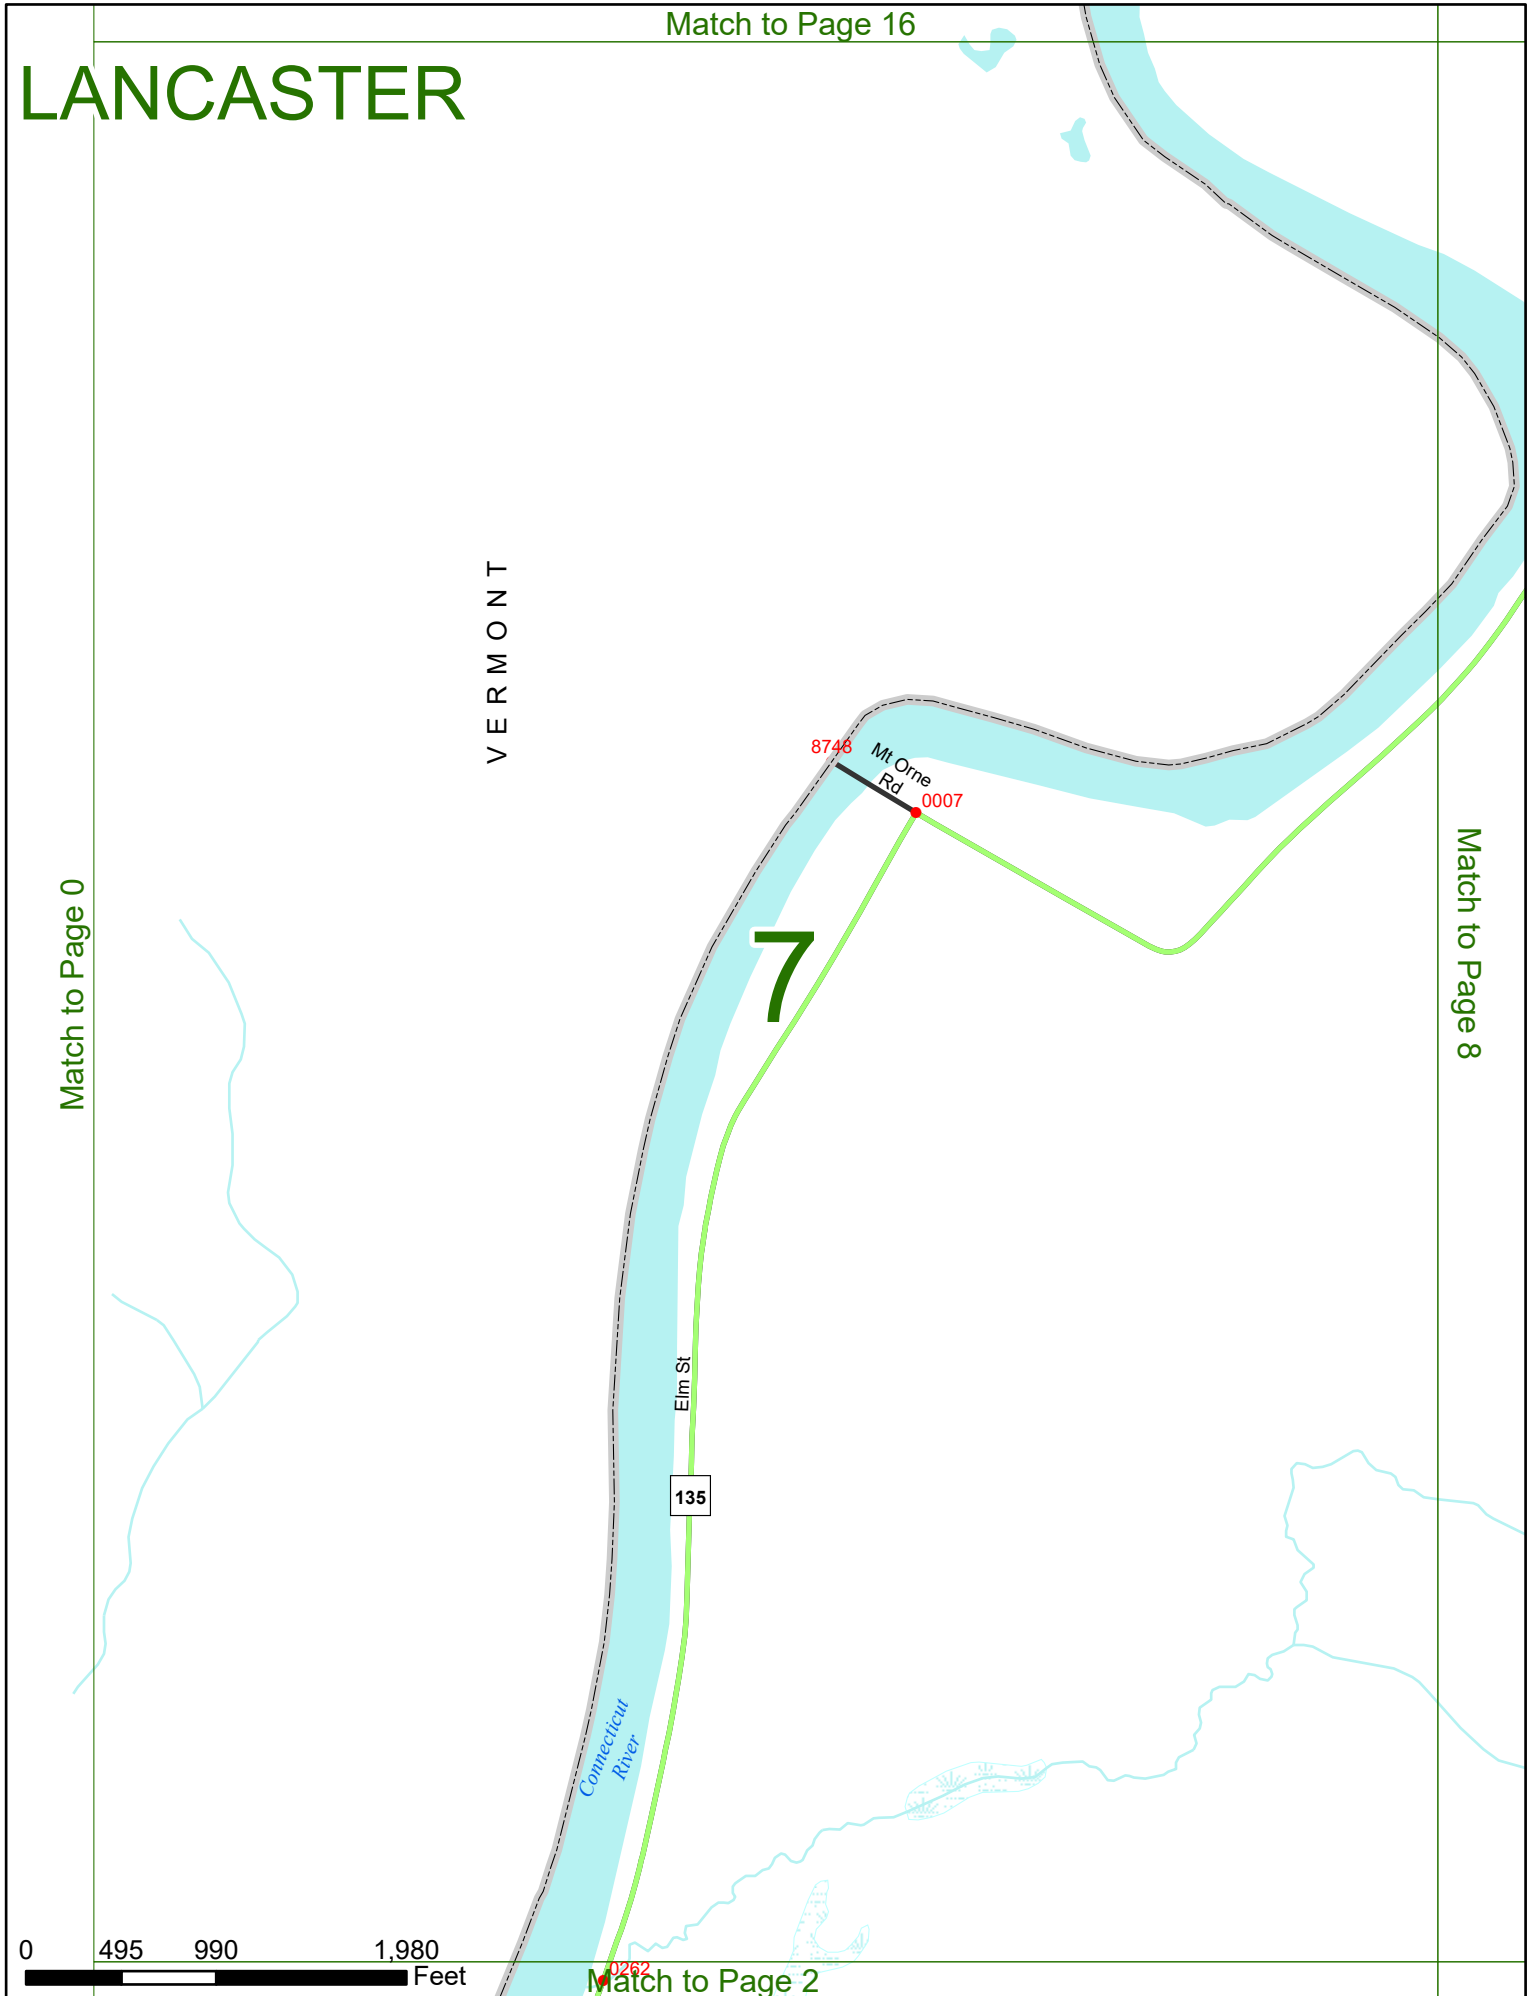 Match to Page 16
LANCASTER
VERMONT
8748
Mt Orne
Rd
0007
Match to Page 0
7
Match to Page 8
Elm St
135
Connecticut
River
0 495 990 1,980
Feet
0262
Match to Page 2